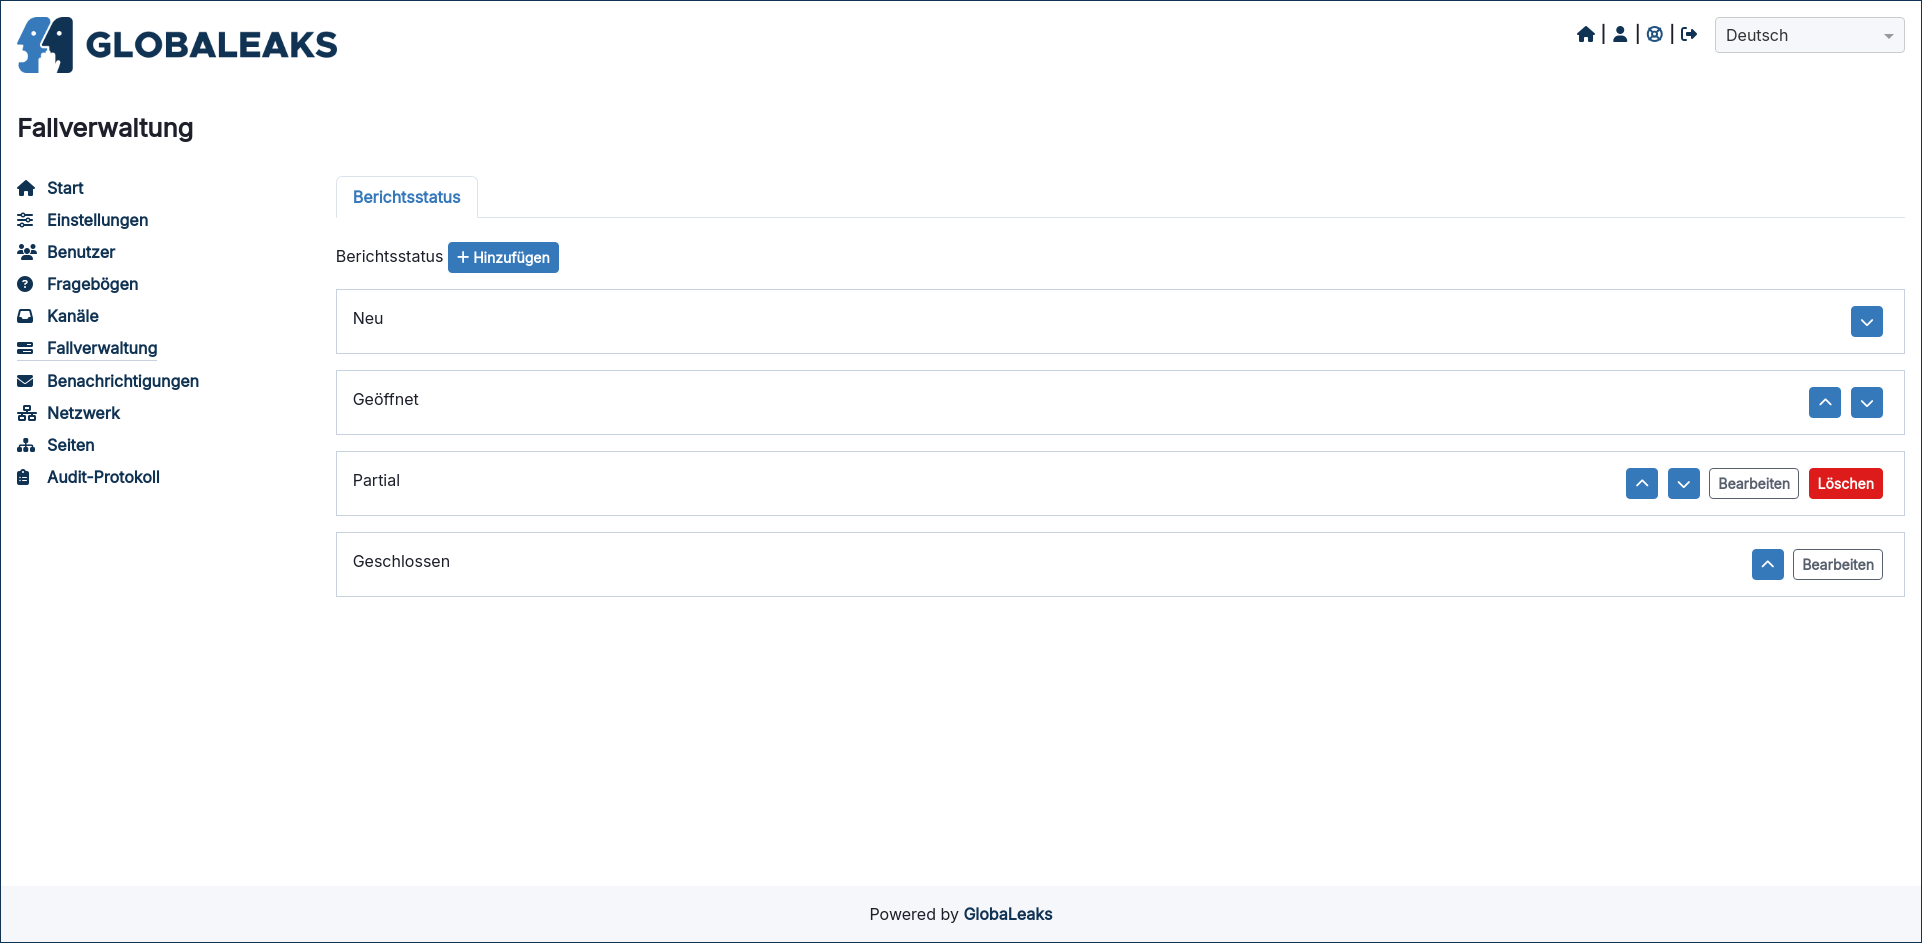 GLOBALEAKS
Deutsch
Fallverwaltung
Start
Einstellungen
Benutzer
Fragebögen
Kanäle
Fallverwaltung
Benachrichtigungen
Netzwerk
Seiten
Audit-Protokoll
Berichtsstatus
Berichtsstatus + Hinzufügen
Neu
Geöffnet
Partial Bearbeiten Löschen
Geschlossen Bearbeiten
Powered by GlobaLeaks